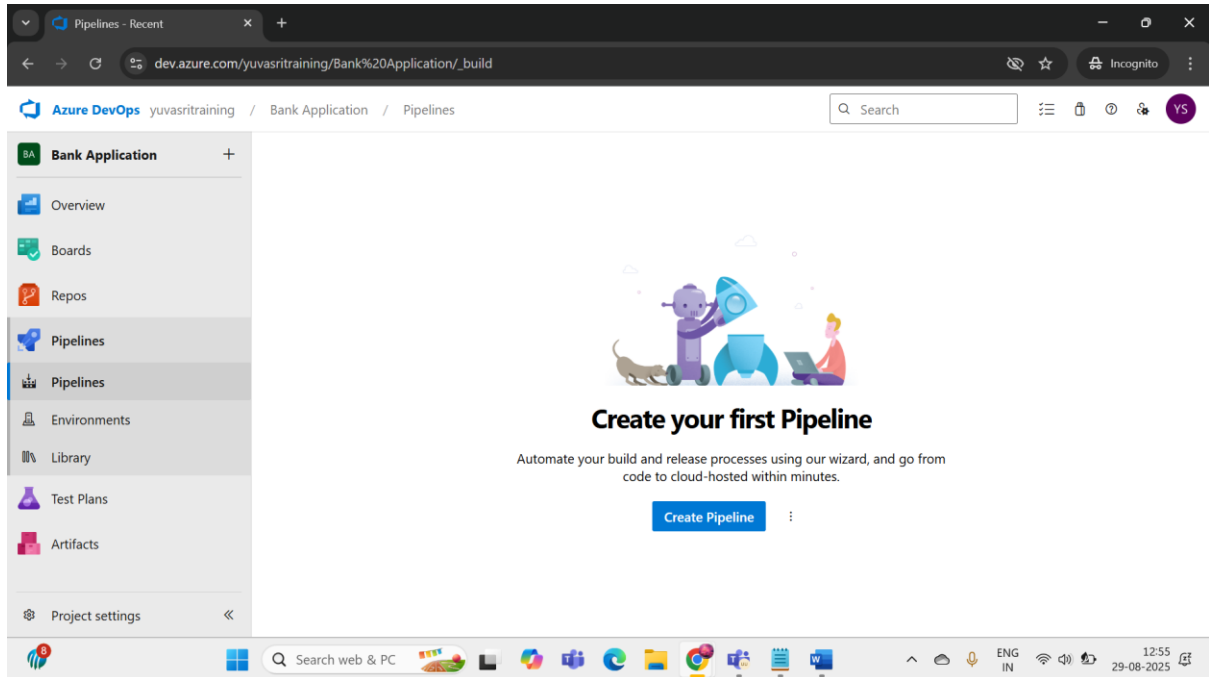 Pipelines - Recent
dev.azure.com/yuvasritraining/Bank%20Application/_build
Incognito
Azure DevOps yuvasritraining / Bank Application / Pipelines
Search
YS
BA Bank Application
Overview
Boards
Repos
Pipelines
Pipelines
Environments
Library
Test Plans
Artifacts
Project settings
Create your first Pipeline
Automate your build and release processes using our wizard, and go from
code to cloud-hosted within minutes.
Create Pipeline
8
Search web & PC
ENG
IN
12:55
29-08-2025